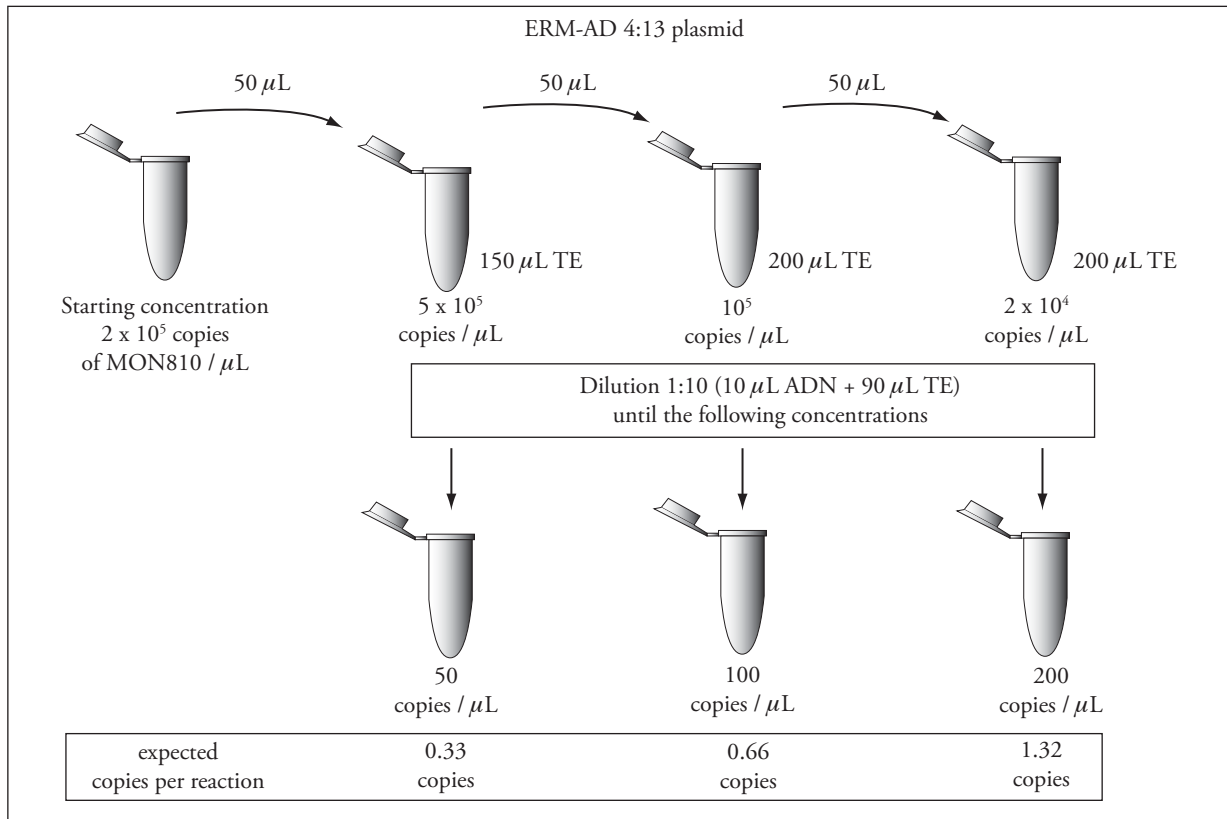 ERM-AD 4:13 plasmid
50 µL
50 µL
50 µL
150 µL TE
200 µL TE
200 µL TE
Starting concentration
2 x 10⁵ copies
of MON810 / µL
5 x 10⁵
copies / µL
10⁵
copies / µL
2 x 10⁴
copies / µL
Dilution 1:10 (10 µL ADN + 90 µL TE)
until the following concentrations
50
copies / µL
100
copies / µL
200
copies / µL
expected
copies per reaction
0.33
copies
0.66
copies
1.32
copies